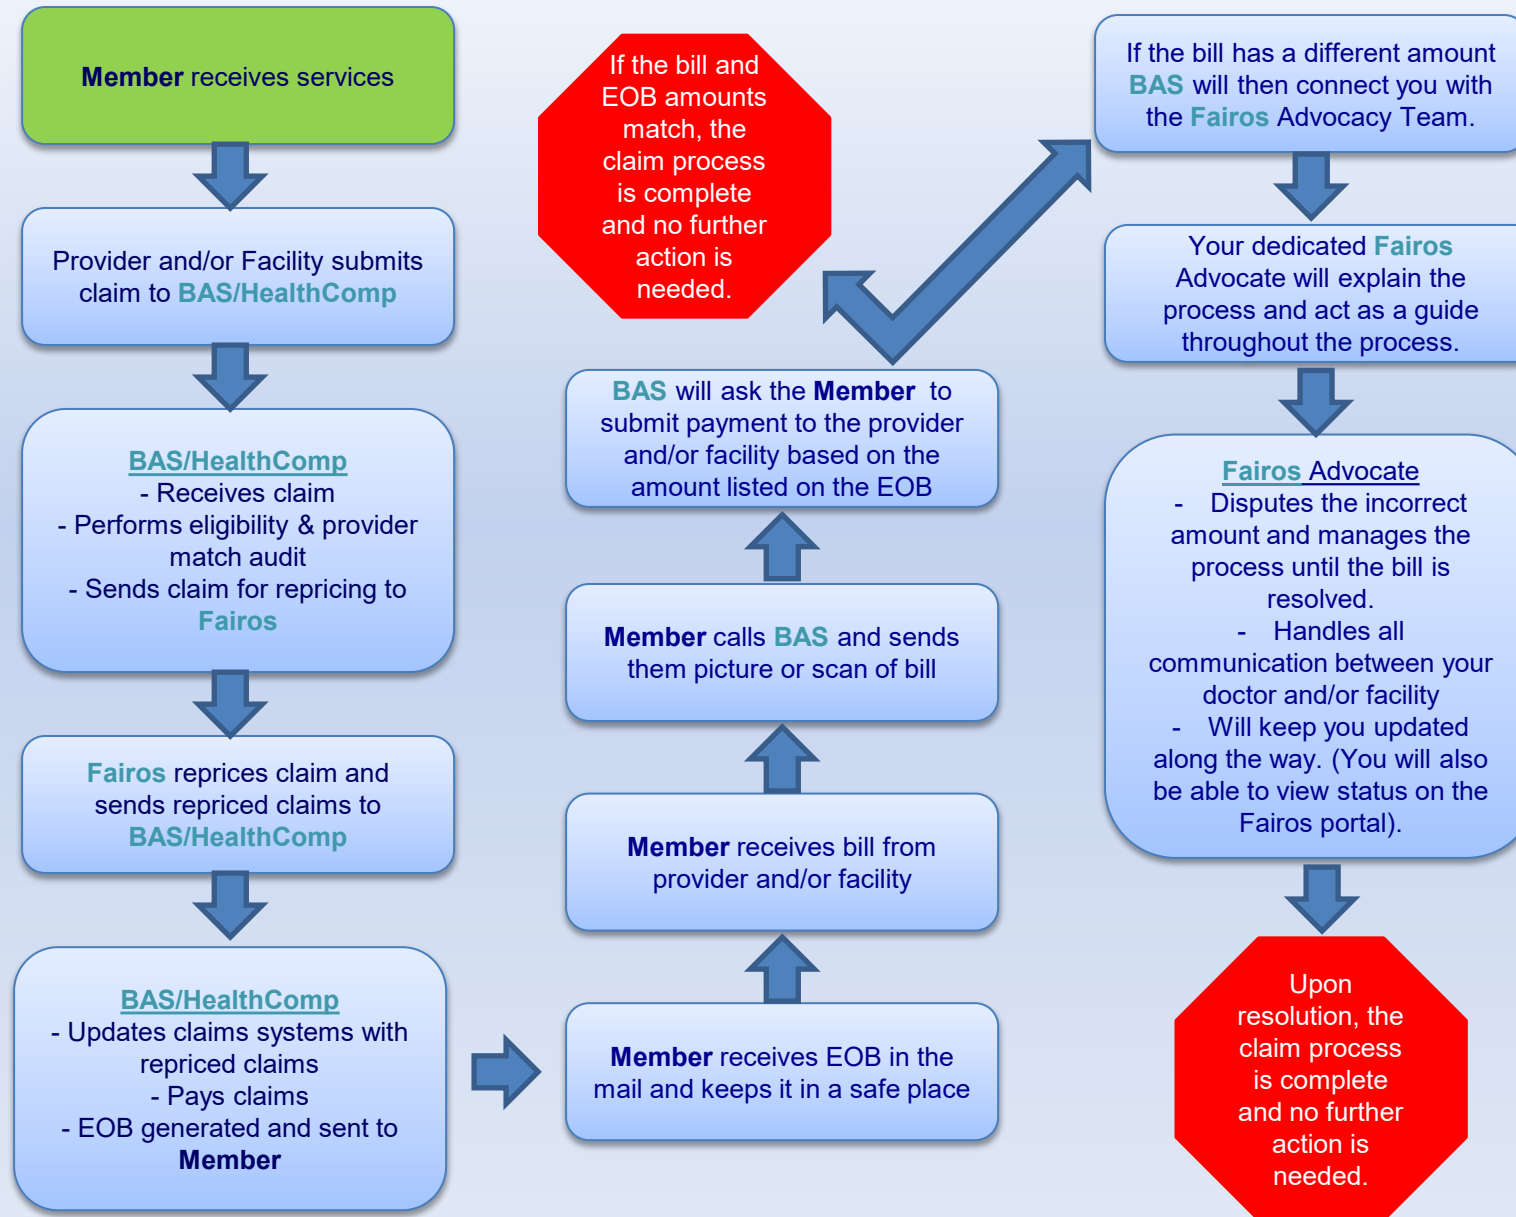 Member receives services
Provider and/or Facility submits
claim to BAS/HealthComp
BAS/HealthComp
- Receives claim
- Performs eligibility & provider
match audit
- Sends claim for repricing to
Fairos
Fairos reprices claim and
sends repriced claims to
BAS/HealthComp
BAS/HealthComp
- Updates claims systems with
repriced claims
- Pays claims
- EOB generated and sent to
Member
Member receives EOB in the
mail and keeps it in a safe place
Member receives bill from
provider and/or facility
Member calls BAS and sends
them picture or scan of bill
BAS will ask the Member to
submit payment to the provider
and/or facility based on the
amount listed on the EOB
If the bill and
EOB amounts
match, the
claim process
is complete
and no further
action is
needed.
If the bill has a different amount
BAS will then connect you with
the Fairos Advocacy Team.
Your dedicated Fairos
Advocate will explain the
process and act as a guide
throughout the process.
Fairos Advocate
- Disputes the incorrect
amount and manages the
process until the bill is
resolved.
- Handles all
communication between your
doctor and/or facility
- Will keep you updated
along the way. (You will also
be able to view status on the
Fairos portal).
Upon
resolution, the
claim process
is complete
and no further
action is
needed.